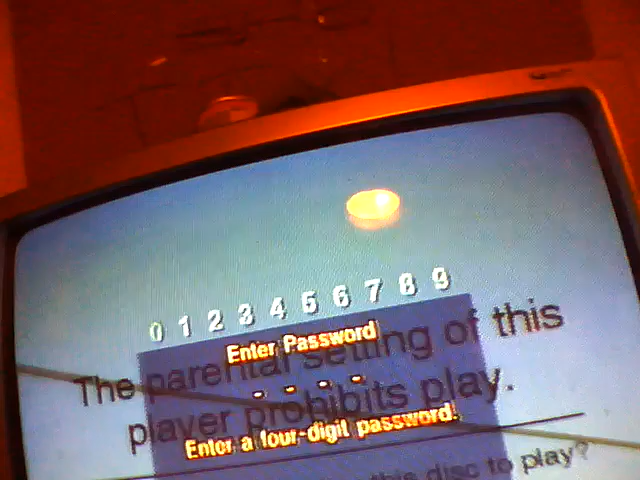 0 1 2 3 4 5 6 7 8 9
Enter Password
The parental setting of this
- - - -
player prohibits play.
Enter a four-digit password!
this disc to play?